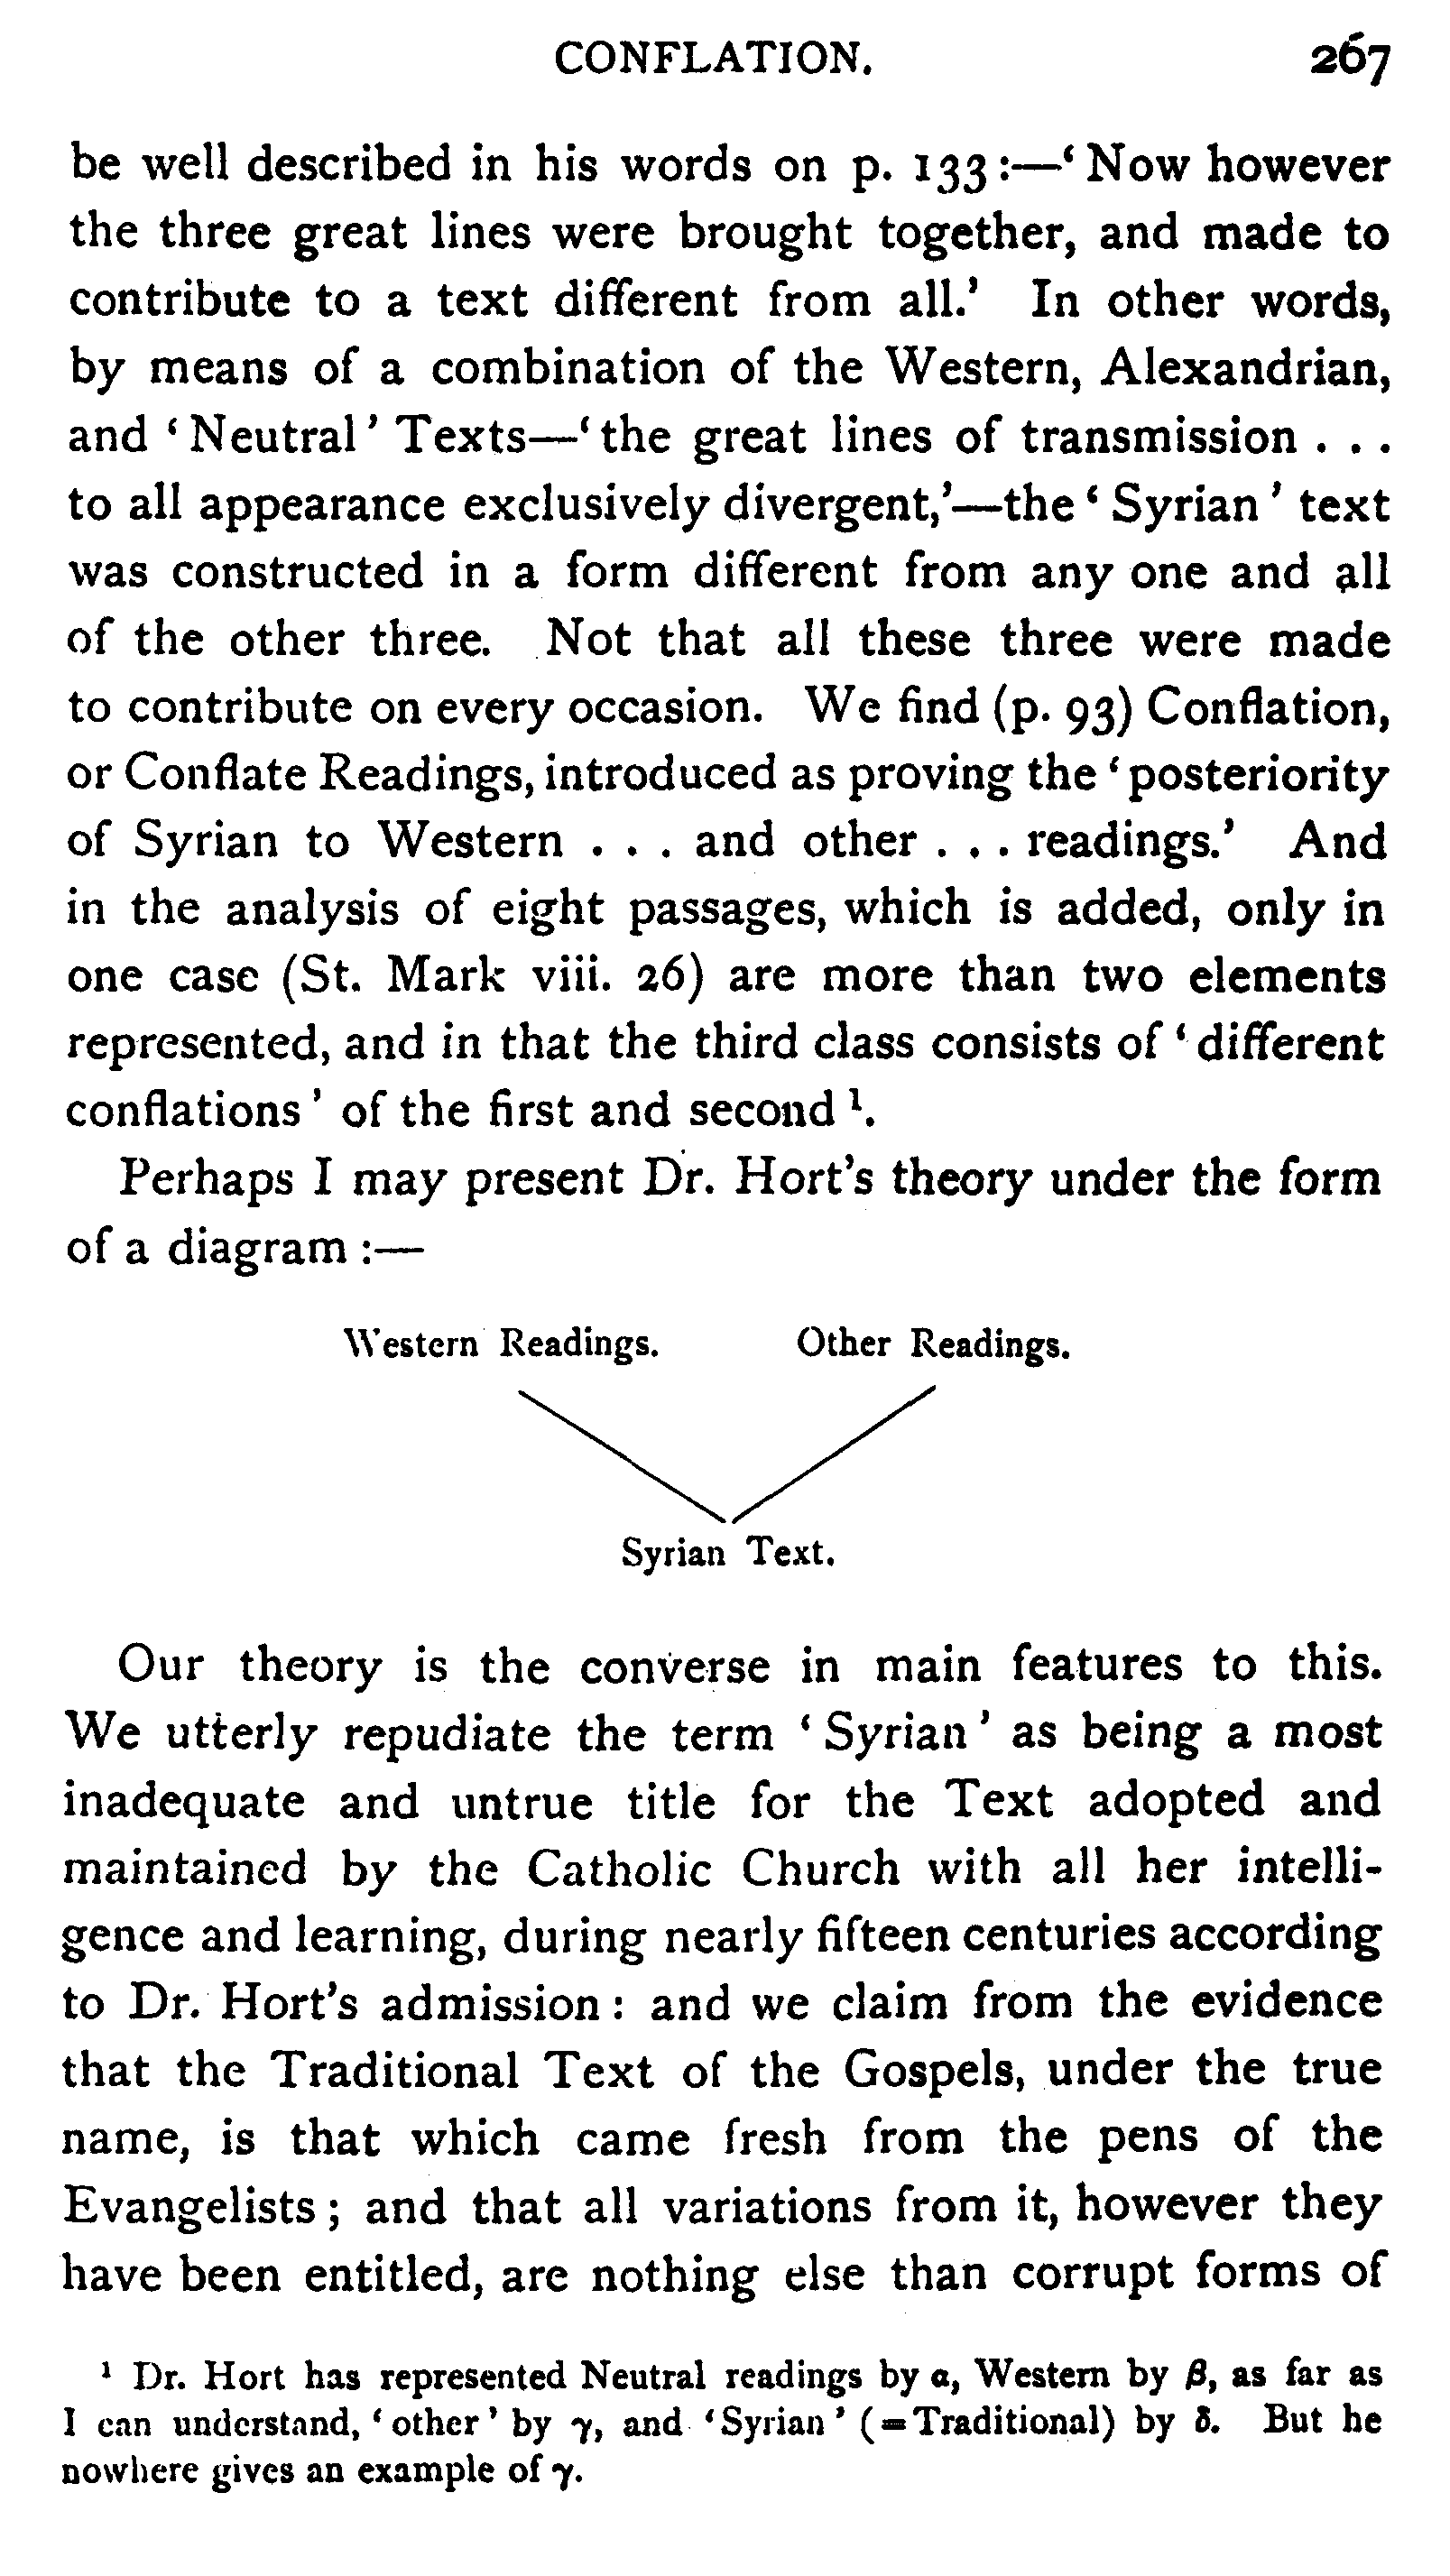 CONFLATION. 267
be well described in his words on p. 133:—‘Now however
the three great lines were brought together, and made to
contribute to a text different from all.’ In other words,
by means of a combination of the Western, Alexandrian,
and ‘Neutral’ Texts—‘the great lines of transmission . . .
to all appearance exclusively divergent,’—the ‘Syrian’ text
was constructed in a form different from any one and all
of the other three. Not that all these three were made
to contribute on every occasion. We find (p. 93) Conflation,
or Conflate Readings, introduced as proving the ‘posteriority
of Syrian to Western . . . and other . . . readings.’ And
in the analysis of eight passages, which is added, only in
one case (St. Mark viii. 26) are more than two elements
represented, and in that the third class consists of ‘different
conflations’ of the first and second ¹.
Perhaps I may present Dr. Hort’s theory under the form
of a diagram:—
Western Readings. Other Readings.
Syrian Text.
Our theory is the converse in main features to this.
We utterly repudiate the term ‘Syrian’ as being a most
inadequate and untrue title for the Text adopted and
maintained by the Catholic Church with all her intelli-
gence and learning, during nearly fifteen centuries according
to Dr. Hort’s admission: and we claim from the evidence
that the Traditional Text of the Gospels, under the true
name, is that which came fresh from the pens of the
Evangelists; and that all variations from it, however they
have been entitled, are nothing else than corrupt forms of
¹ Dr. Hort has represented Neutral readings by α, Western by β, as far as
I can understand, ‘other’ by γ, and ‘Syrian’ (=Traditional) by δ. But he
nowhere gives an example of γ.